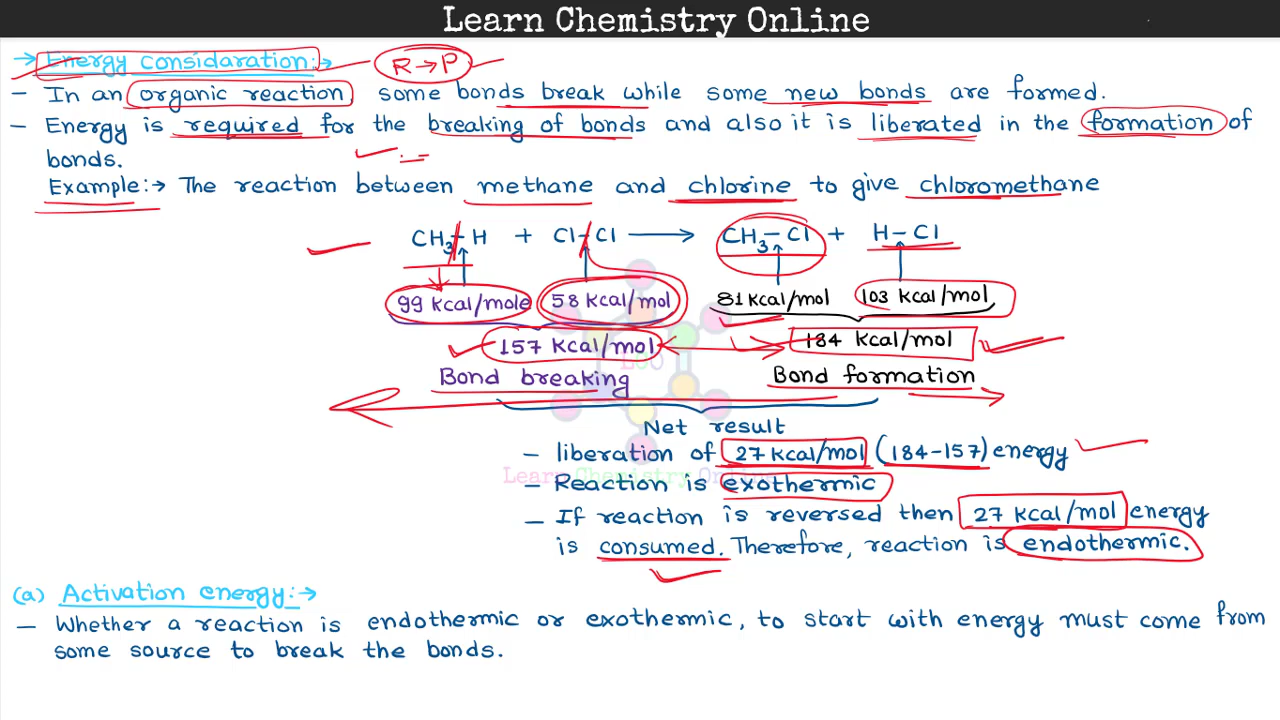 Learn Chemistry Online
→ Energy considaration:→ R→P
- In an organic reaction some bonds break while some new bonds are formed.
- Energy is required for the breaking of bonds and also it is liberated in the formation of
bonds.
Example:→ The reaction between methane and chlorine to give chloromethane
CH₃-H + Cl-Cl → CH₃-Cl + H-Cl
99 kcal/mole 58 kcal/mol 81 kcal/mol 103 kcal/mol
157 kcal/mol 184 kcal/mol
Bond breaking Bond formation
Net result
- liberation of 27 kcal/mol (184-157) energy
Learn Chemistry Online
- Reaction is exothermic
- If reaction is reversed then 27 kcal/mol energy
is consumed. Therefore, reaction is endothermic.
(a) Activation energy:→
- Whether a reaction is endothermic or exothermic, to start with energy must come from
some source to break the bonds.